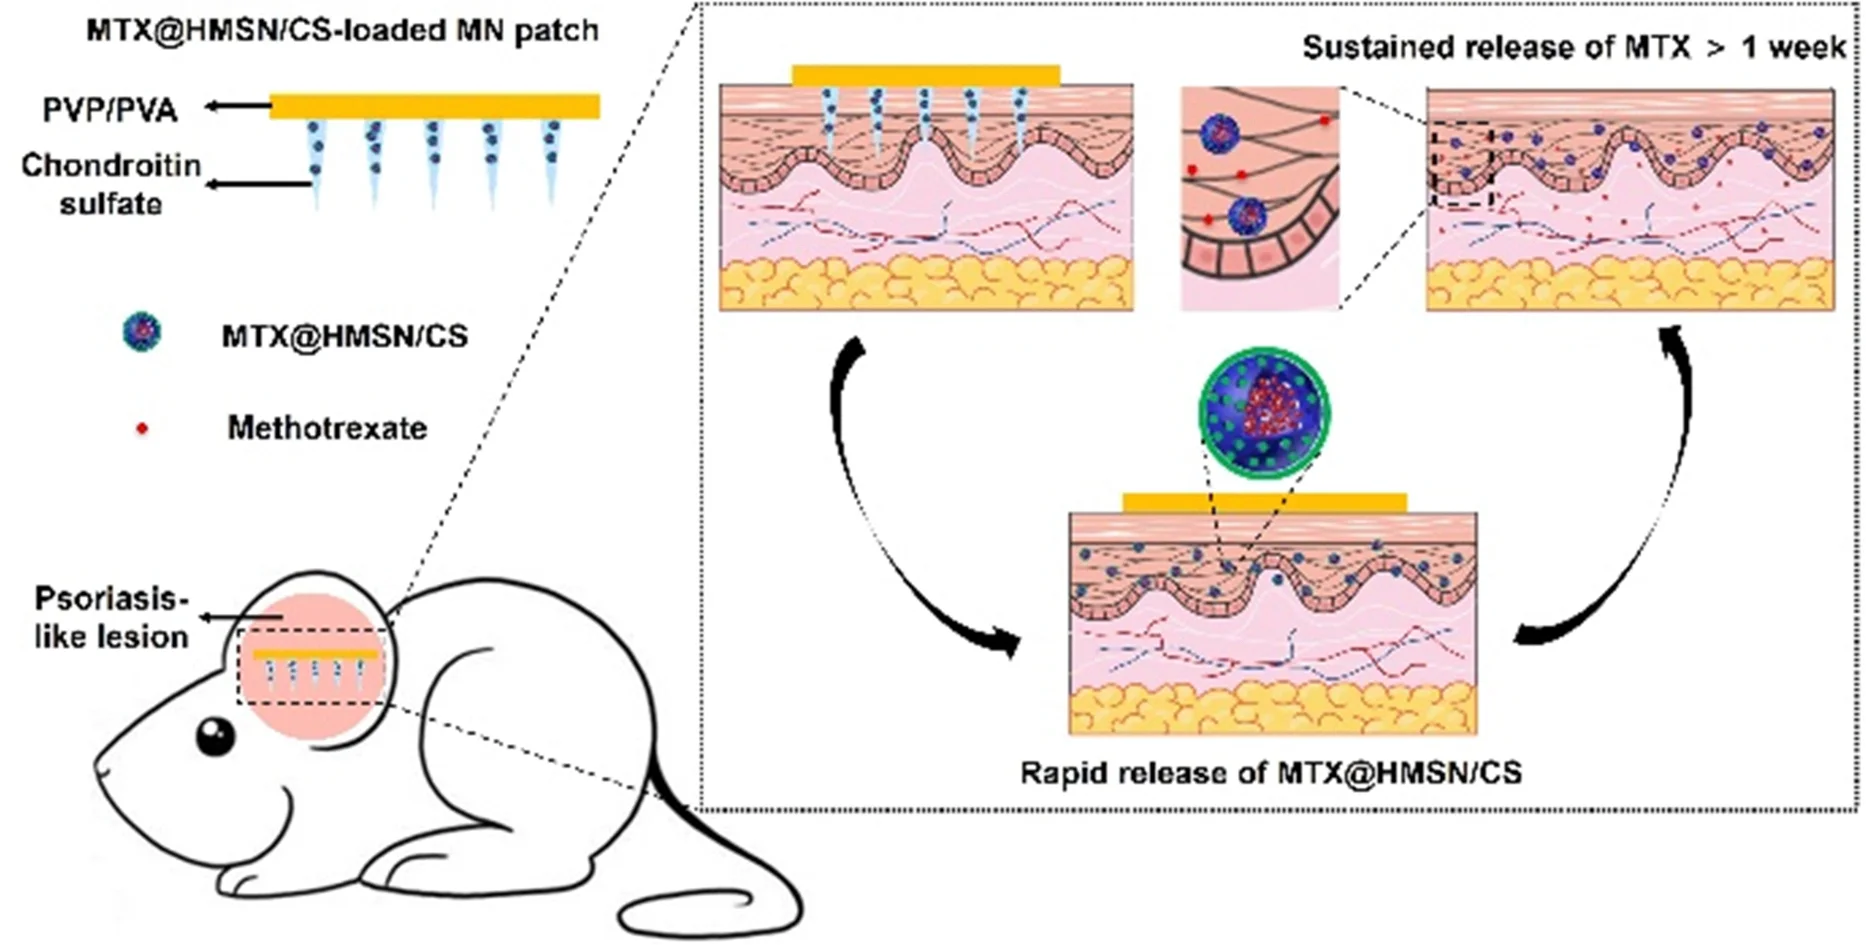 MTX@HMSN/CS-loaded MN patch
PVP/PVA
Chondroitin
sulfate
MTX@HMSN/CS
Methotrexate
Psoriasis-
like lesion
Sustained release of MTX > 1 week
Rapid release of MTX@HMSN/CS